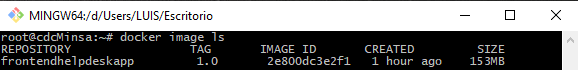 MINGW64:/d/Users/LUIS/Escritorio
root@cdcMinsa:~# docker image ls
REPOSITORY TAG IMAGE ID CREATED SIZE
frontendhelpdeskapp 1.0 2e800dc3e2f1 1 hour ago 153MB